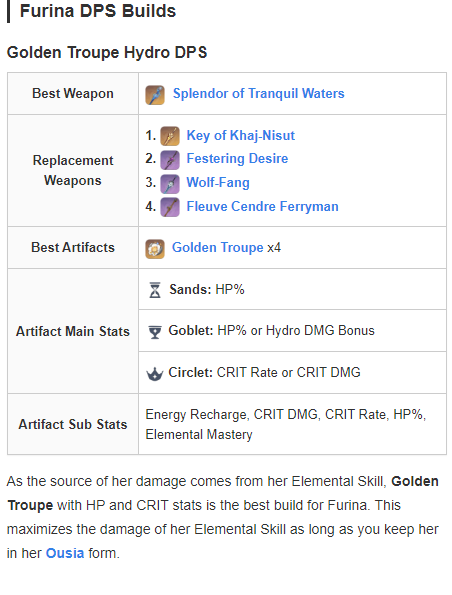 Furina DPS Builds
Golden Troupe Hydro DPS
Best Weapon
Splendor of Tranquil Waters
Replacement
Weapons
1. Key of Khaj-Nisut
2. Festering Desire
3. Wolf-Fang
4. Fleuve Cendre Ferryman
Best Artifacts
Golden Troupe x4
Artifact Main Stats
Sands: HP%
Goblet: HP% or Hydro DMG Bonus
Circlet: CRIT Rate or CRIT DMG
Artifact Sub Stats
Energy Recharge, CRIT DMG, CRIT Rate, HP%,
Elemental Mastery
As the source of her damage comes from her Elemental Skill, Golden
Troupe with HP and CRIT stats is the best build for Furina. This
maximizes the damage of her Elemental Skill as long as you keep her
in her Ousia form.